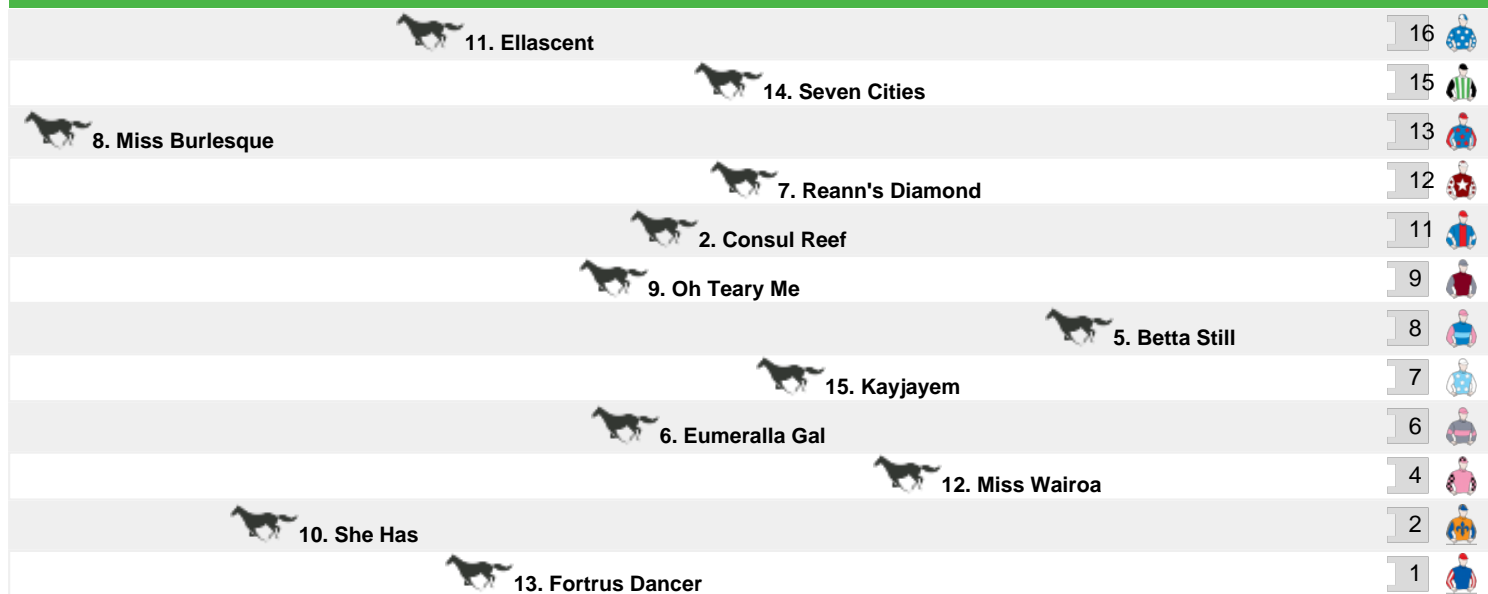 11. Ellascent 16
14. Seven Cities 15
8. Miss Burlesque 13
7. Reann's Diamond 12
2. Consul Reef 11
9. Oh Teary Me 9
5. Betta Still 8
15. Kayjayem 7
6. Eumeralla Gal 6
12. Miss Wairoa 4
10. She Has 2
13. Fortrus Dancer 1